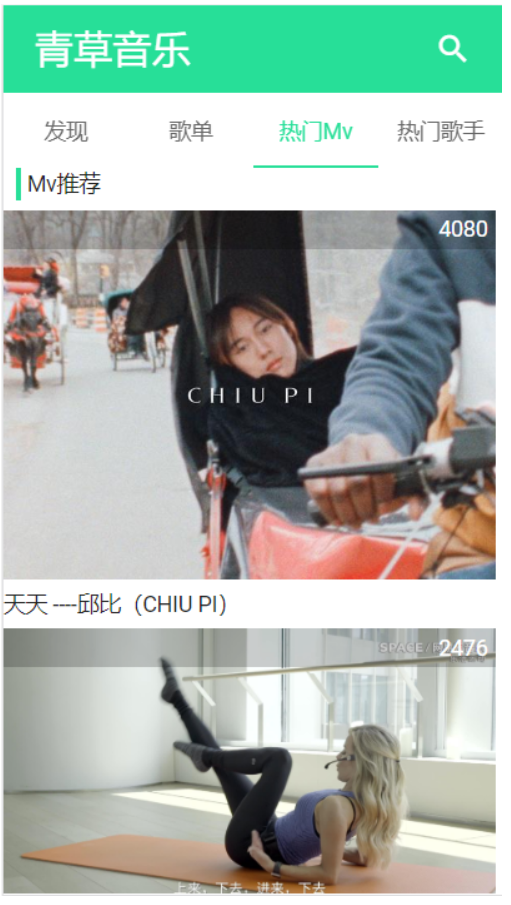 青草音乐
发现 歌单 热门Mv 热门歌手
Mv推荐
4080
CHIU PI
天天 ----邱比（CHIU PI）
2476
SPACE/
上来，下去，进来，下去